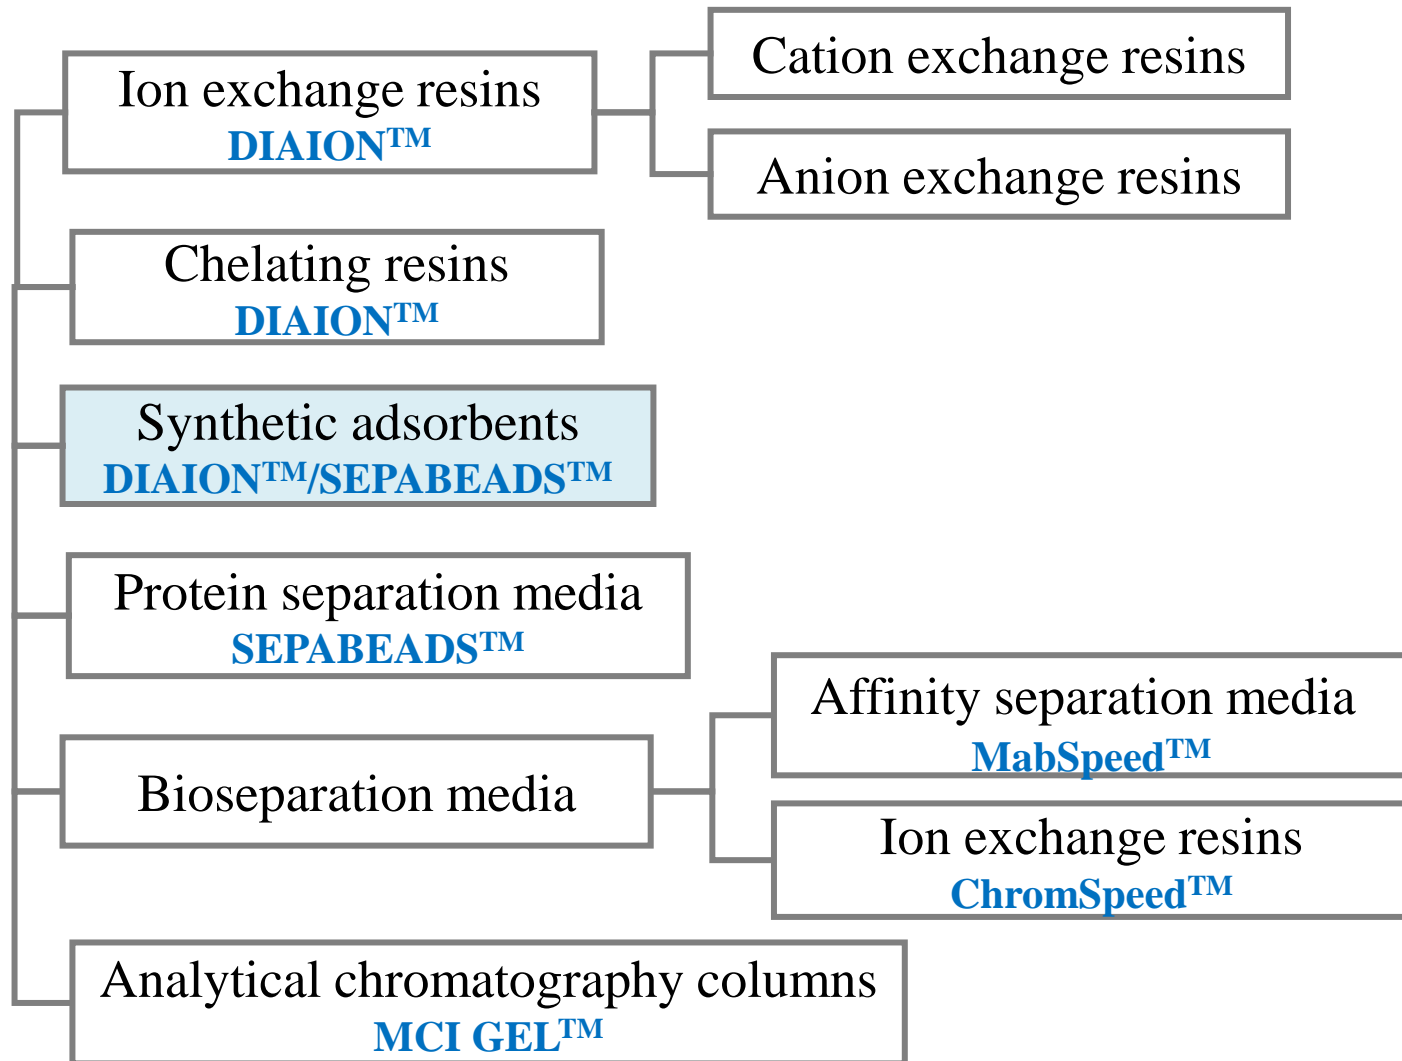 Ion exchange resins
DIAION™
Cation exchange resins
Anion exchange resins
Chelating resins
DIAION™
Synthetic adsorbents
DIAION™/SEPABEADS™
Protein separation media
SEPABEADS™
Bioseparation media
Affinity separation media
MabSpeed™
Ion exchange resins
ChromSpeed™
Analytical chromatography columns
MCI GEL™